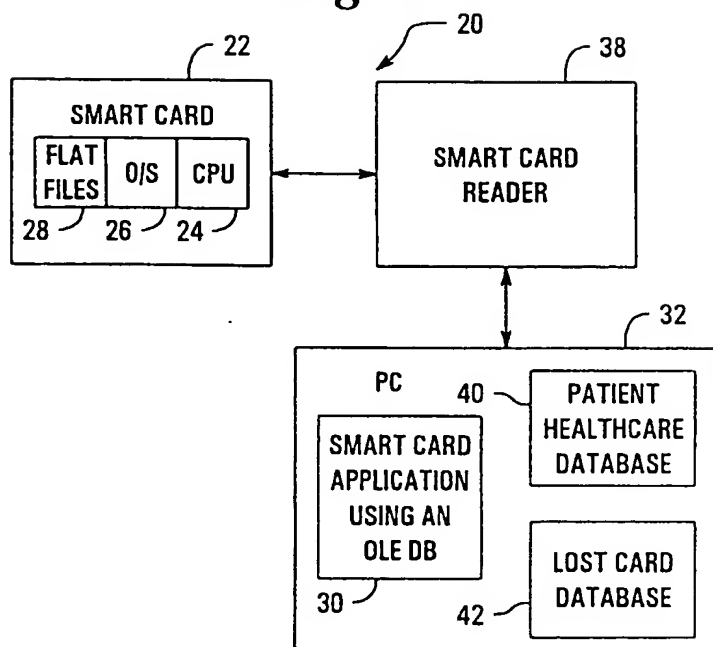 20
22
38
SMART CARD
FLAT
FILES
O/S
CPU
28
26
24
SMART CARD
READER
32
PC
40
PATIENT
HEALTHCARE
DATABASE
SMART CARD
APPLICATION
USING AN
OLE DB
30
LOST CARD
DATABASE
42